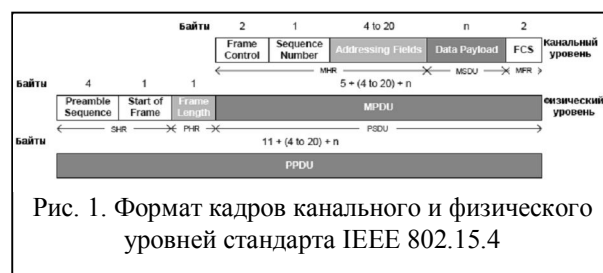 Байты 2 1 4 to 20 n 2
Frame Control Sequence Number Addressing Fields Data Payload FCS Канальный уровень
MHR MSDU MFR
Байты 4 1 1 5 + (4 to 20) + n
Preamble Sequence Start of Frame Frame Length MPDU Физический уровень
SHR PHR PSDU
Байты 11 + (4 to 20) + n
PPDU
Рис. 1. Формат кадров канального и физического
уровней стандарта IEEE 802.15.4